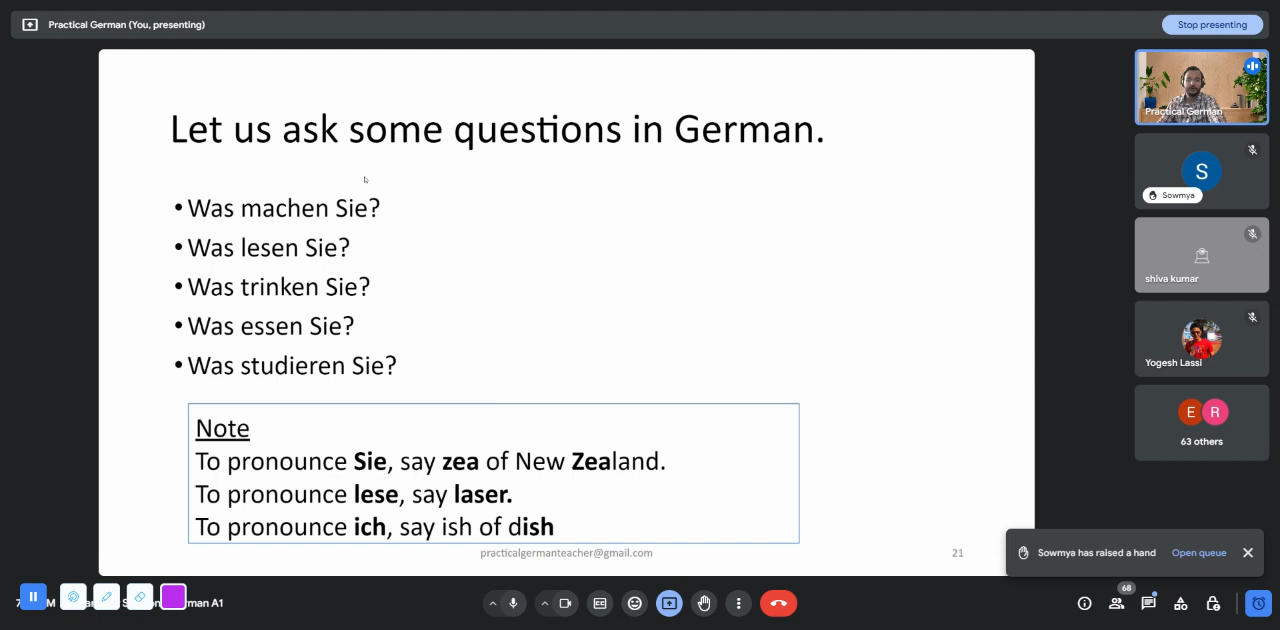 Practical German (You, presenting)
Stop presenting
Let us ask some questions in German.
• Was machen Sie?
• Was lesen Sie?
• Was trinken Sie?
• Was essen Sie?
• Was studieren Sie?
Note
To pronounce Sie, say zea of New Zealand.
To pronounce lese, say laser.
To pronounce ich, say ish of dish
practicalgermanteacher@gmail.com
21
Practical German
S
Sowmya
shiva kumar
Yogesh Lassi
E R
63 others
Sowmya has raised a hand
Open queue
68
A1